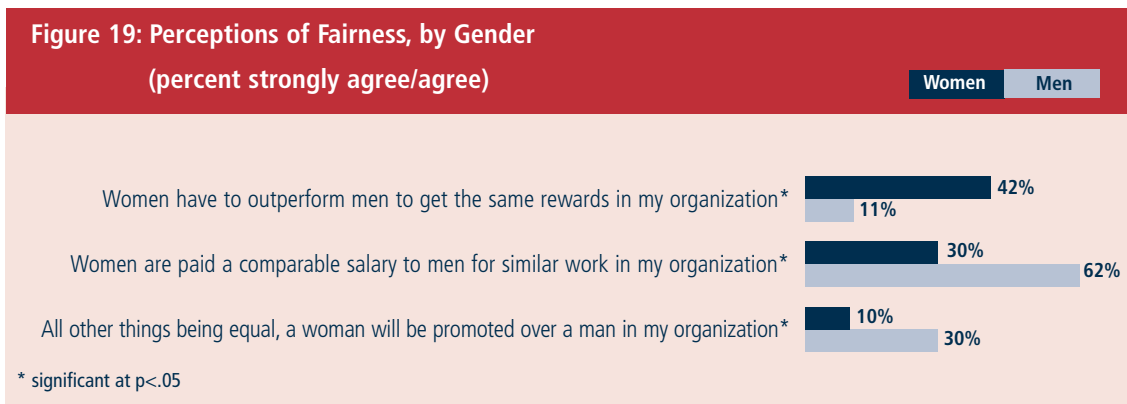 Figure 19: Perceptions of Fairness, by Gender
(percent strongly agree/agree)
Women Men
Women have to outperform men to get the same rewards in my organization*
42%
11%
Women are paid a comparable salary to men for similar work in my organization*
30%
62%
All other things being equal, a woman will be promoted over a man in my organization*
10%
30%
* significant at p<.05